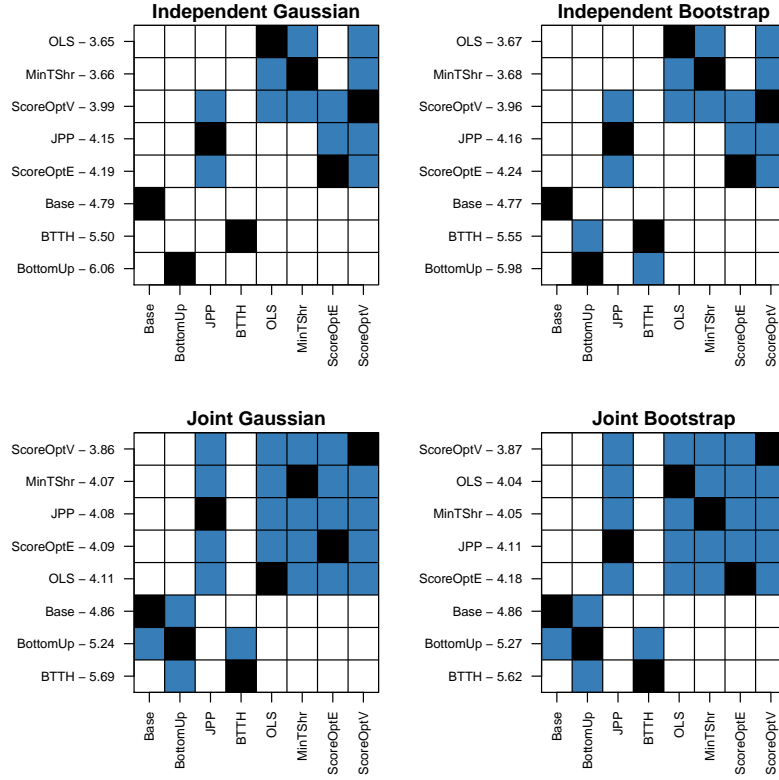 Independent Gaussian
OLS − 3.65
MinTShr − 3.66
ScoreOptV − 3.99
JPP − 4.15
ScoreOptE − 4.19
Base − 4.79
BTTH − 5.50
BottomUp − 6.06
Base
BottomUp
JPP
BTTH
OLS
MinTShr
ScoreOptE
ScoreOptV
Independent Bootstrap
OLS − 3.67
MinTShr − 3.68
ScoreOptV − 3.96
JPP − 4.16
ScoreOptE − 4.24
Base − 4.77
BTTH − 5.55
BottomUp − 5.98
Base
BottomUp
JPP
BTTH
OLS
MinTShr
ScoreOptE
ScoreOptV
Joint Gaussian
ScoreOptV − 3.86
MinTShr − 4.07
JPP − 4.08
ScoreOptE − 4.09
OLS − 4.11
Base − 4.86
BottomUp − 5.24
BTTH − 5.69
Base
BottomUp
JPP
BTTH
OLS
MinTShr
ScoreOptE
ScoreOptV
Joint Bootstrap
ScoreOptV − 3.87
OLS − 4.04
MinTShr − 4.05
JPP − 4.11
ScoreOptE − 4.18
Base − 4.86
BottomUp − 5.27
BTTH − 5.62
Base
BottomUp
JPP
BTTH
OLS
MinTShr
ScoreOptE
ScoreOptV